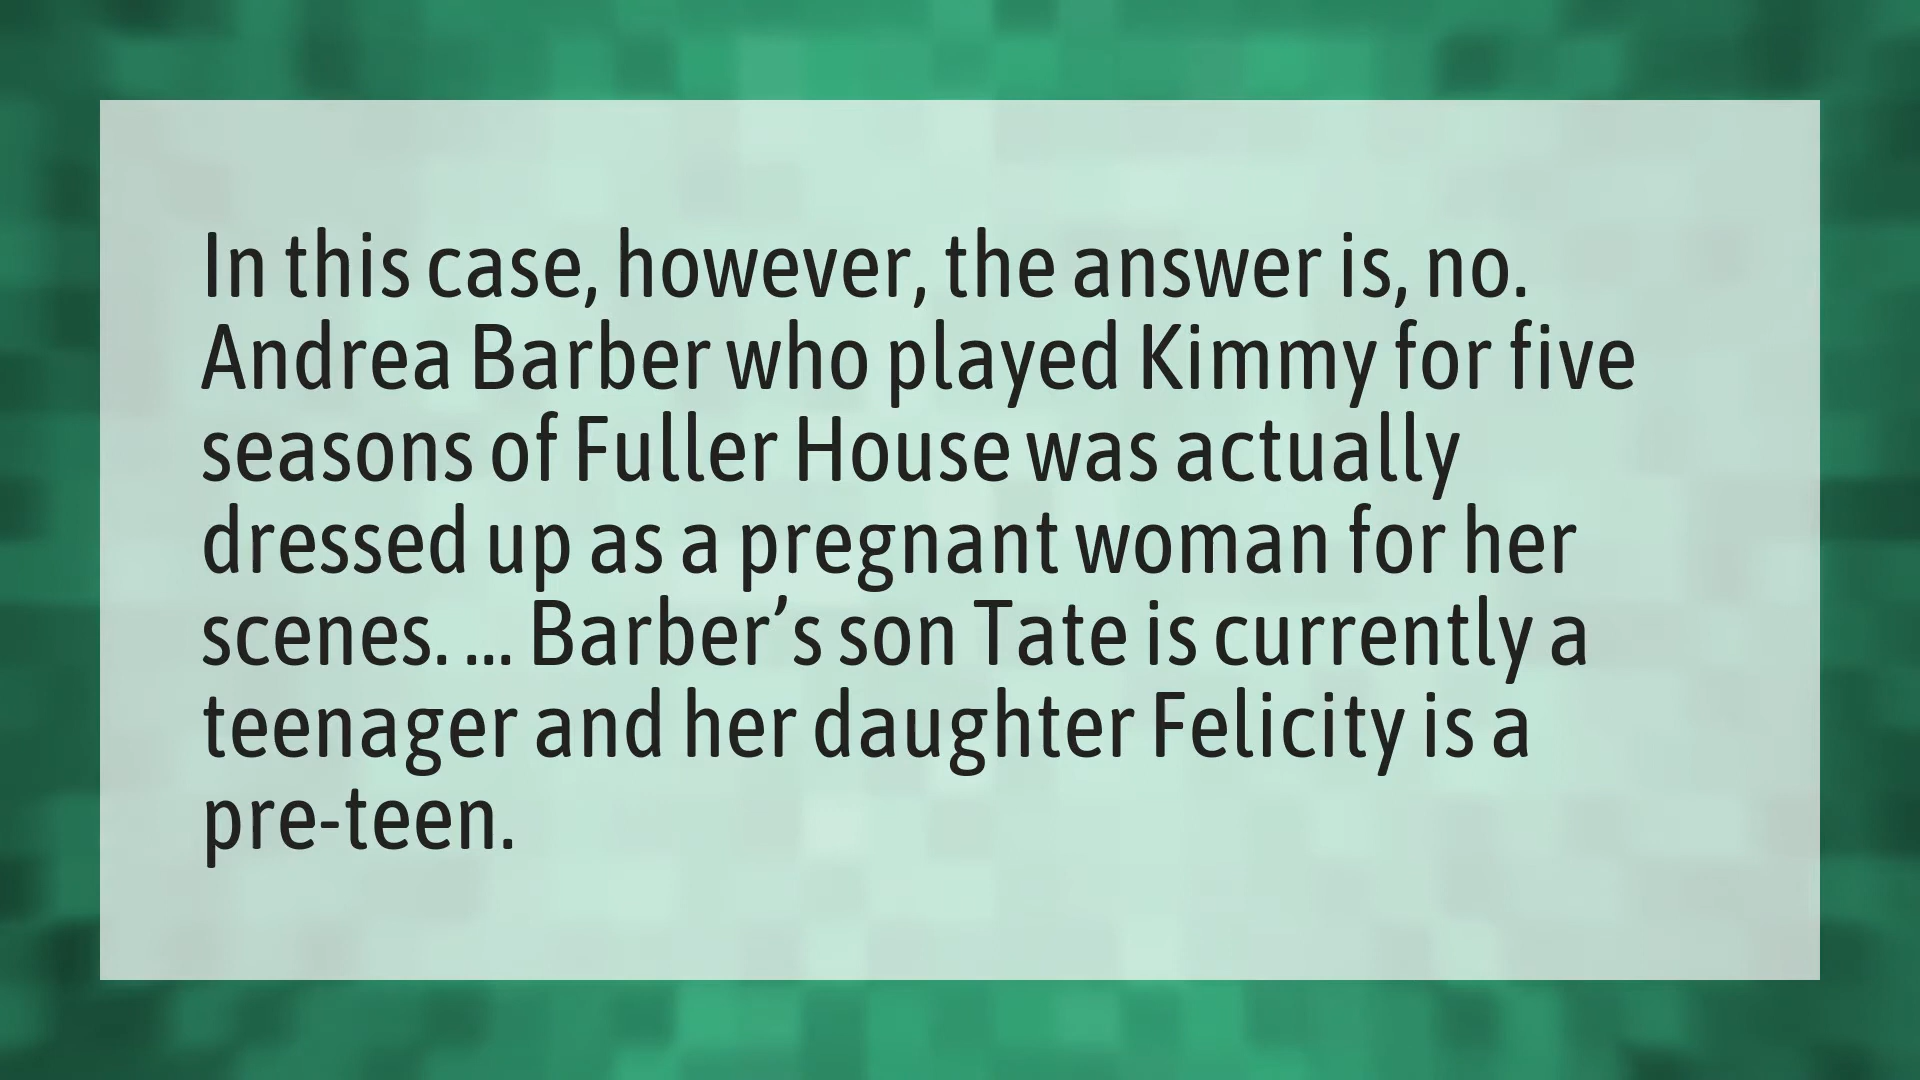 In this case, however, the answer is, no.
Andrea Barber who played Kimmy for five
seasons of Fuller House was actually
dressed up as a pregnant woman for her
scenes. ... Barber’s son Tate is currently a
teenager and her daughter Felicity is a
pre-teen.